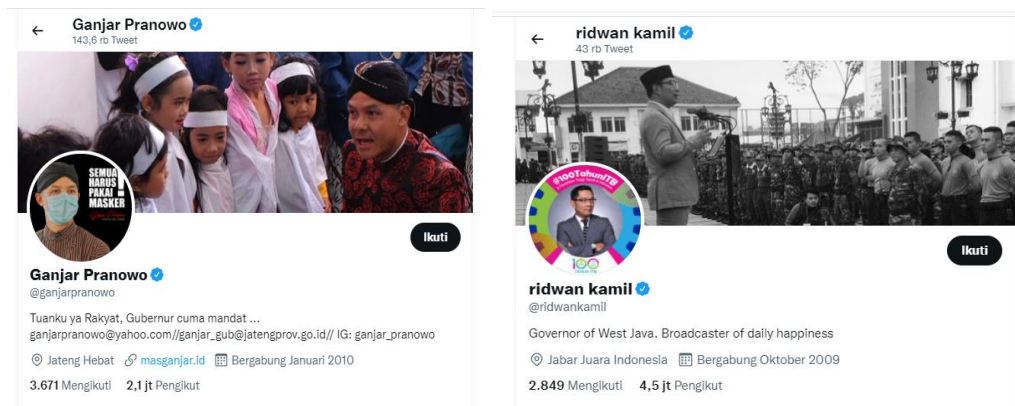 Ganjar Pranowo
143,6 rb Tweet
SEMUA
HARUS
PAKAI
MASKER
!
Ikuti
Ganjar Pranowo
@ganjarpranowo
Tuanku ya Rakyat, Gubernur cuma mandat ...
ganjarpranowo@yahoo.com//ganjar_gub@jatengprov.go.id// IG: ganjar_pranowo
Jateng Hebat masganjar.id Bergabung Januari 2010
3.671 Mengikuti 2,1 jt Pengikut
ridwan kamil
43 rb Tweet
#100TahunITB
100
Ikuti
ridwan kamil
@ridwankamil
Governor of West Java. Broadcaster of daily happiness
Jabar Juara Indonesia Bergabung Oktober 2009
2.849 Mengikuti 4,5 jt Pengikut